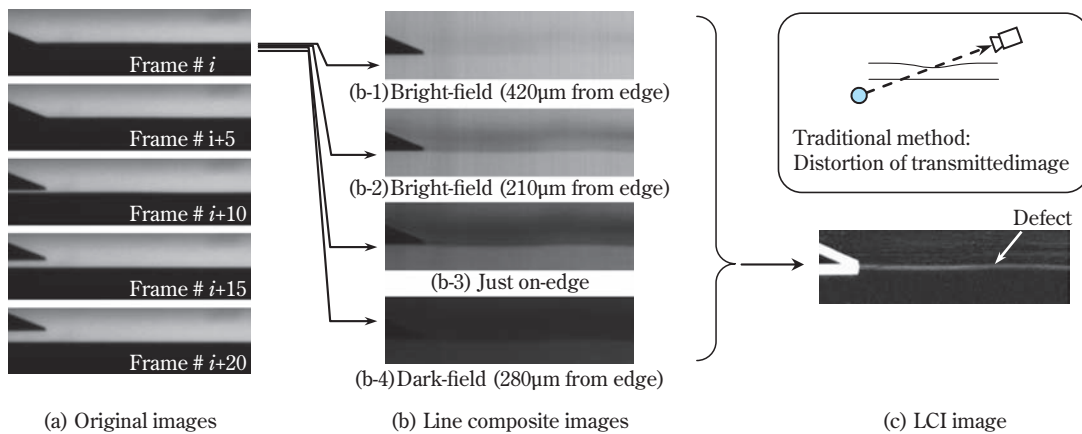 Frame # i
Frame # i+5
Frame # i+10
Frame # i+15
Frame # i+20
(a) Original images
(b-1) Bright-field (420μm from edge)
(b-2) Bright-field (210μm from edge)
(b-3) Just on-edge
(b-4) Dark-field (280μm from edge)
(b) Line composite images
Traditional method:
Distortion of transmittedimage
Defect
(c) LCI image